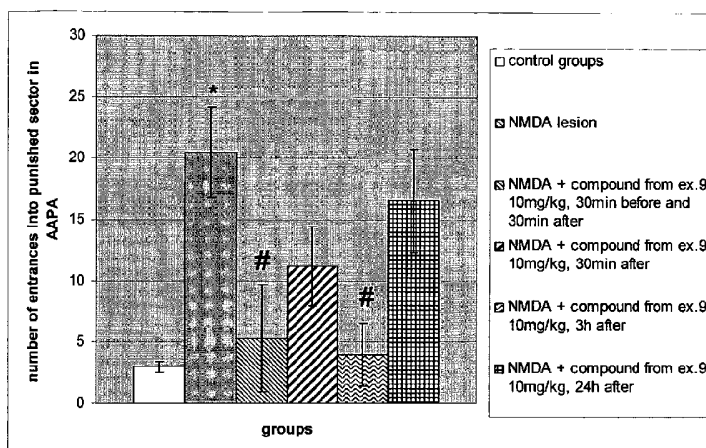 30
25
20
15
10
5
0
number of entrances into punished sector in
AAPA
*
#
#
groups
control groups
NMDA lesion
NMDA + compound from ex.9
10mg/kg, 30min before and
30min after
NMDA + compound from ex.9
10mg/kg, 30min after
NMDA + compound from ex.9
10mg/kg, 3h after
NMDA + compound from ex.9
10mg/kg, 24h after